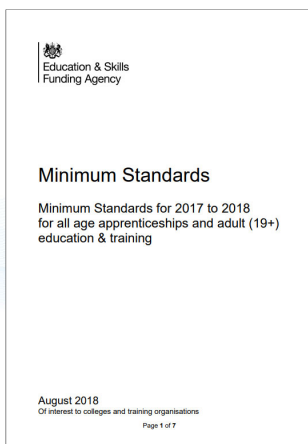 Education & Skills
Funding Agency
Minimum Standards
Minimum Standards for 2017 to 2018
for all age apprenticeships and adult (19+)
education & training
August 2018
Of interest to colleges and training organisations
Page 1 of 7